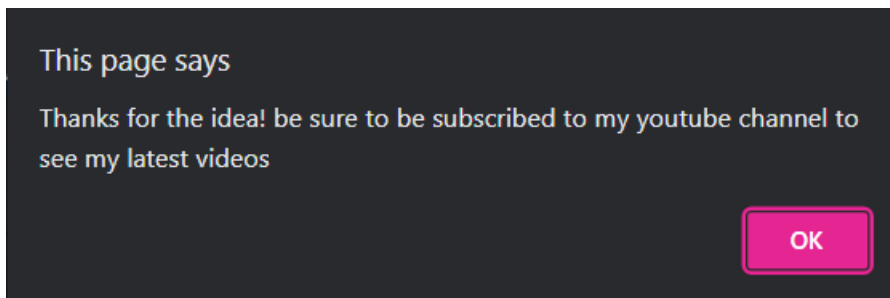 This page says
Thanks for the idea! be sure to be subscribed to my youtube channel to
see my latest videos
OK